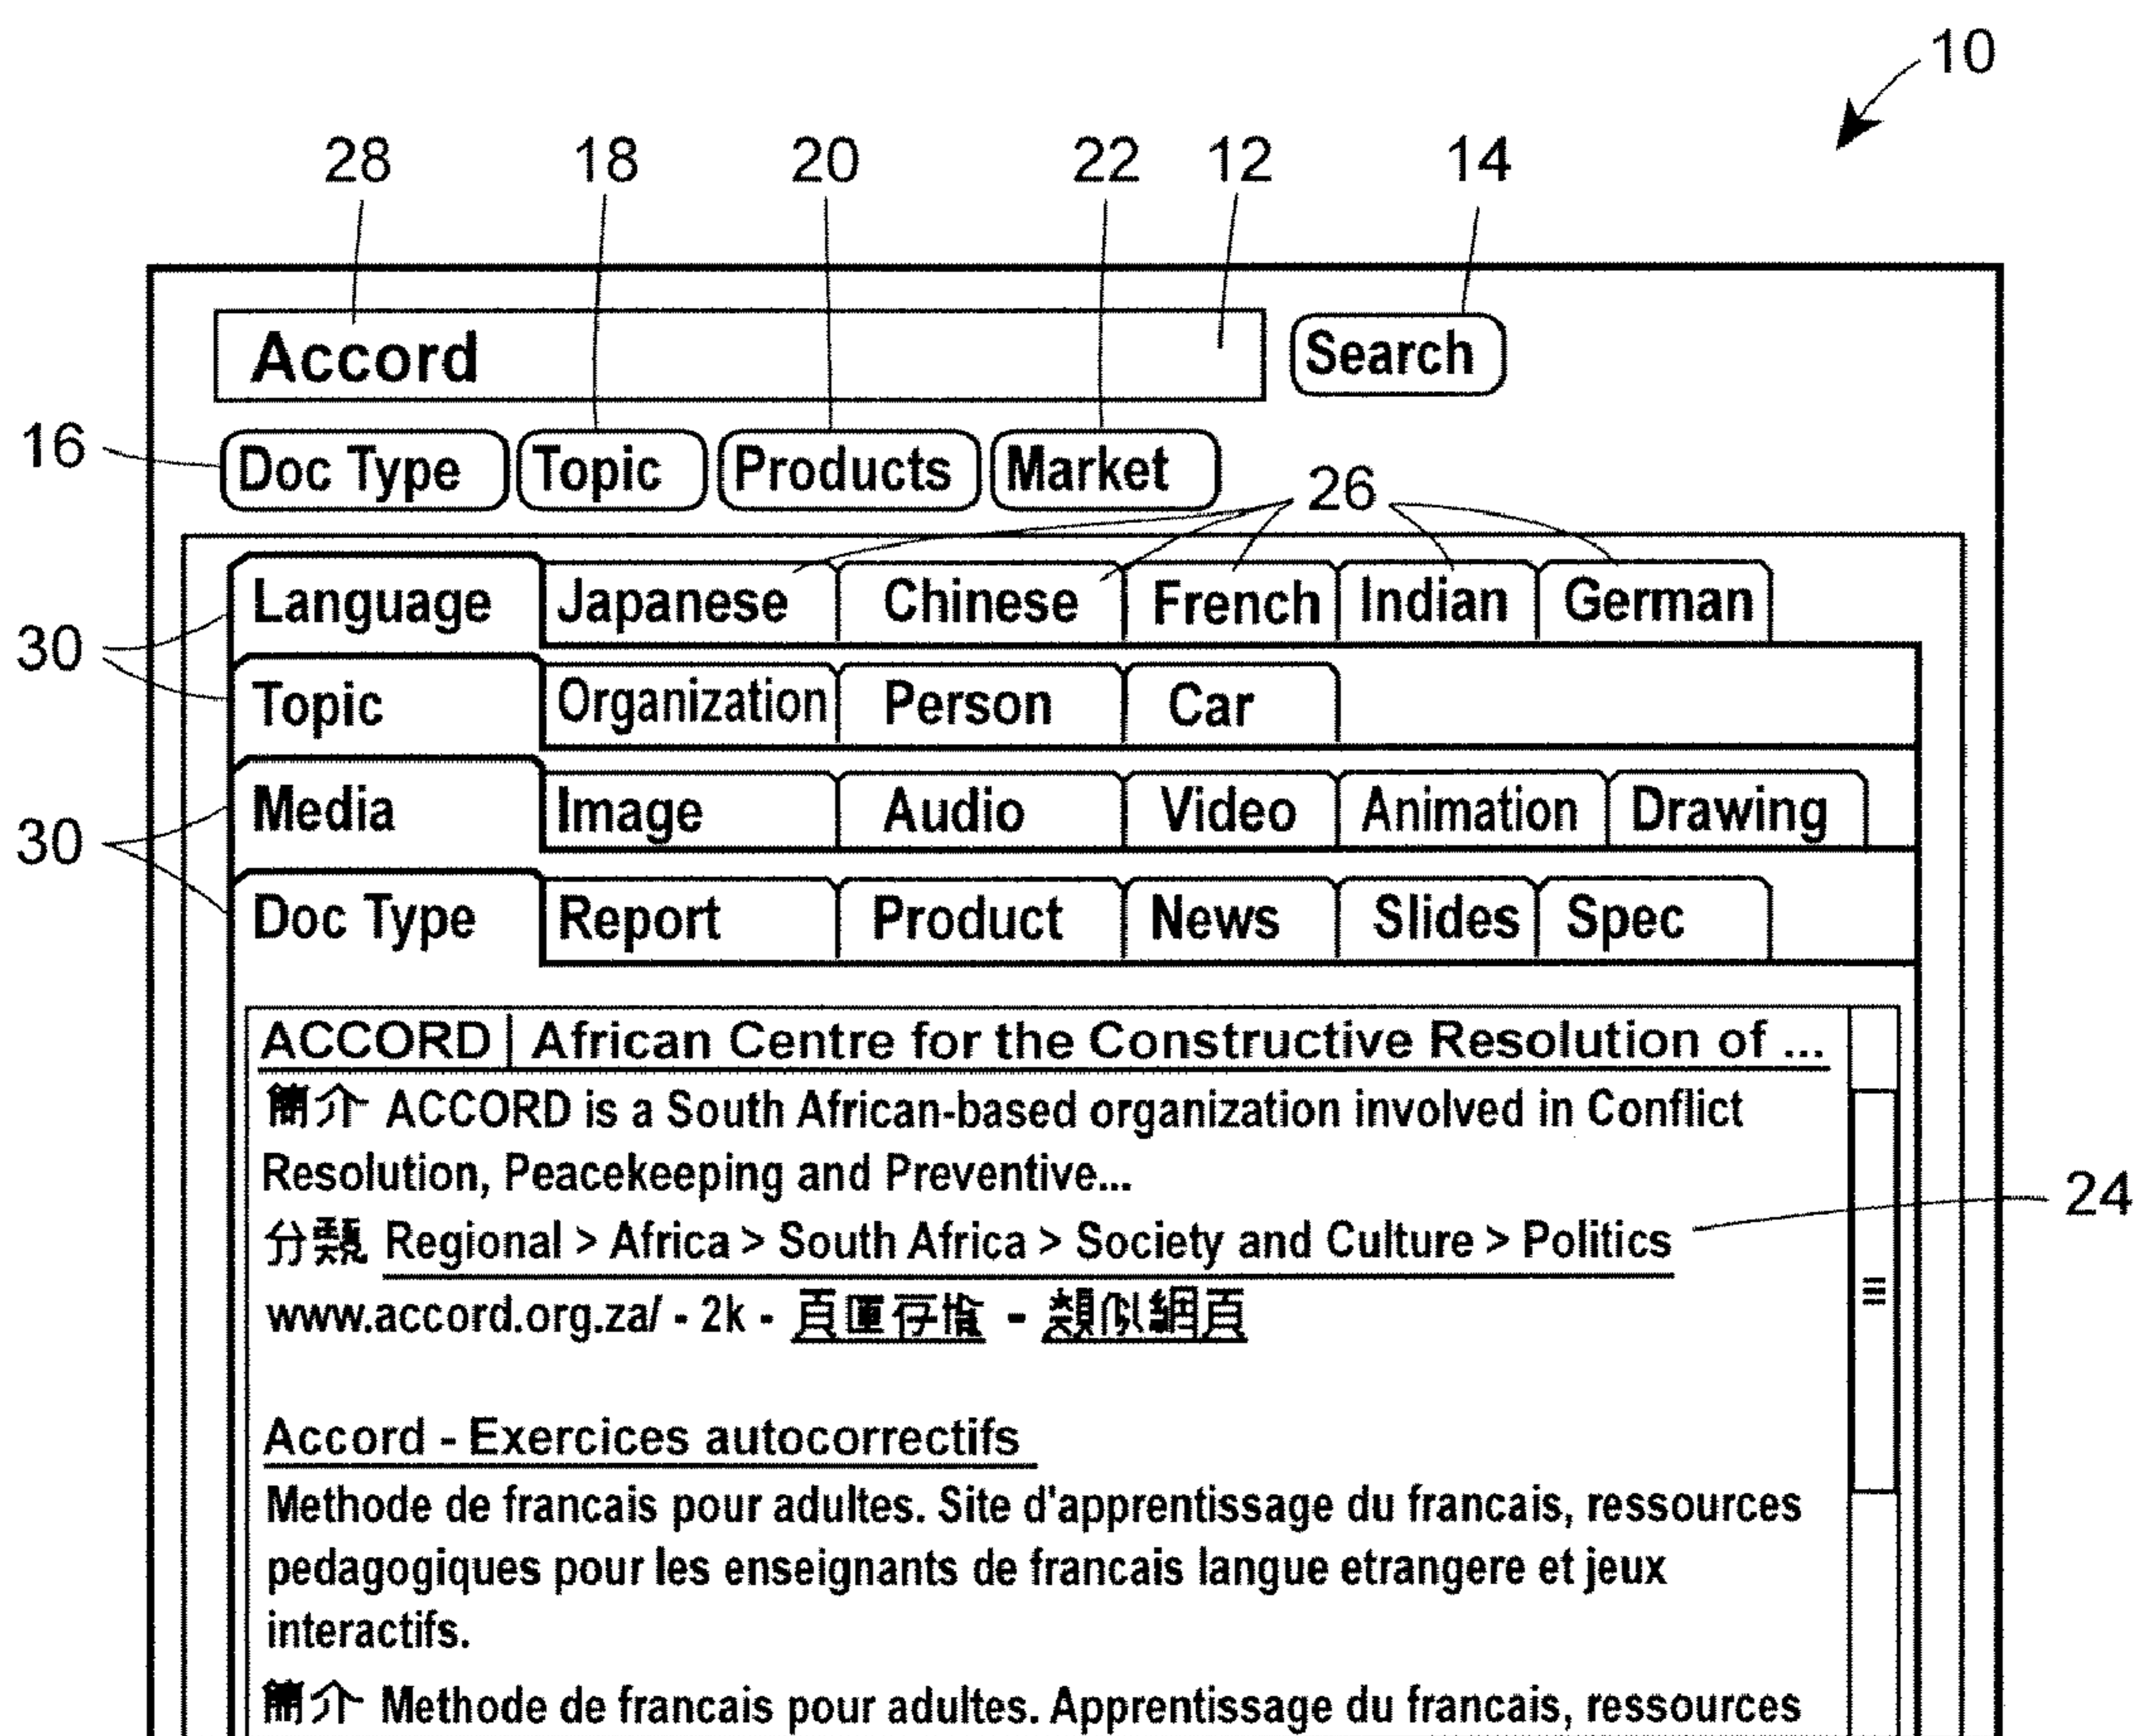 10
28 18 20 22 12 14
Accord Search
16 Doc Type Topic Products Market
26
Language Japanese Chinese French Indian German
30
Topic Organization Person Car
Media Image Audio Video Animation Drawing
30
Doc Type Report Product News Slides Spec
ACCORD | African Centre for the Constructive Resolution of ...
簡介 ACCORD is a South African-based organization involved in Conflict
Resolution, Peacekeeping and Preventive...
24
分類 Regional > Africa > South Africa > Society and Culture > Politics
www.accord.org.za/ - 2k - 頁庫存檔 - 類似網頁
Accord - Exercices autocorrectifs
Methode de francais pour adultes. Site d'apprentissage du francais, ressources
pedagogiques pour les enseignants de francais langue etrangere et jeux
interactifs.
簡介 Methode de francais pour adultes. Apprentissage du francais, ressources